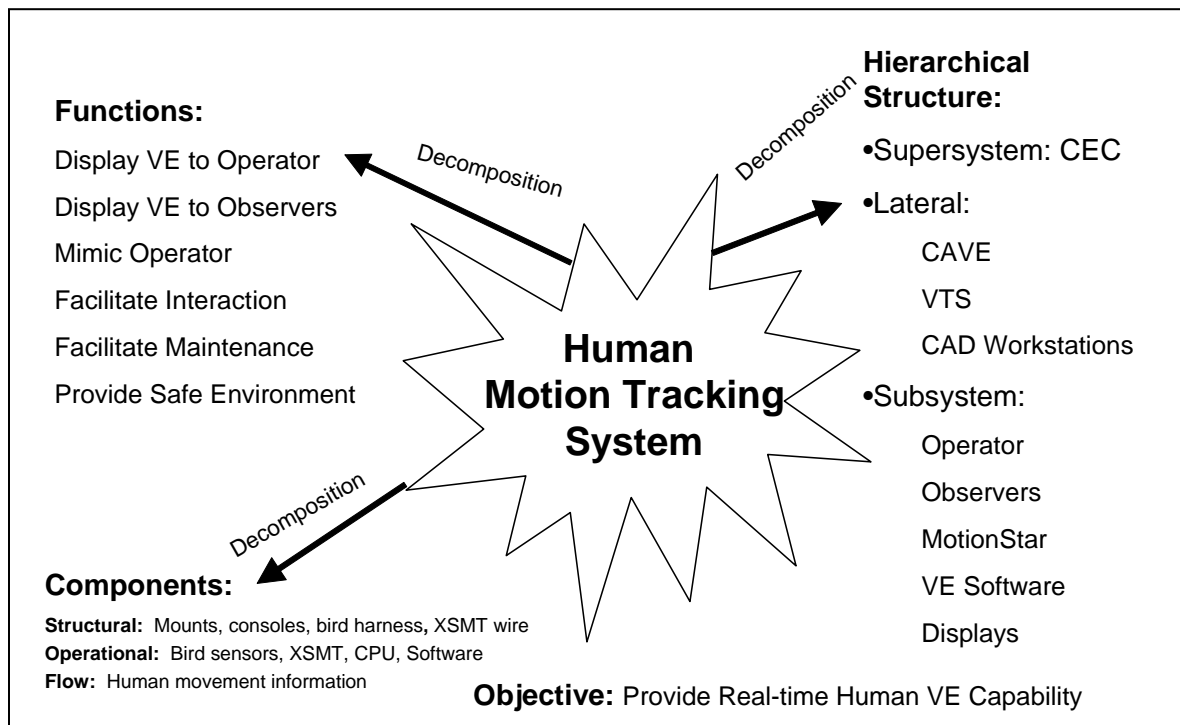 Functions:
Display VE to Operator
Display VE to Observers
Mimic Operator
Facilitate Interaction
Facilitate Maintenance
Provide Safe Environment
Decomposition
Decomposition
Hierarchical
Structure:
•Supersystem: CEC
•Lateral:
CAVE
VTS
CAD Workstations
•Subsystem:
Operator
Observers
MotionStar
VE Software
Displays
Human
Motion Tracking
System
Decomposition
Components:
Structural: Mounts, consoles, bird harness, XSMT wire
Operational: Bird sensors, XSMT, CPU, Software
Flow: Human movement information
Objective: Provide Real-time Human VE Capability